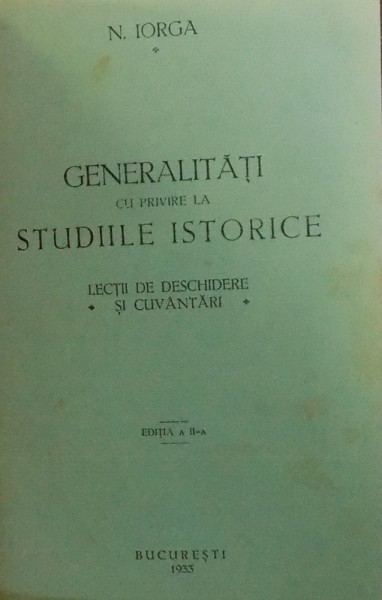 N. IORGA
GENERALITĂȚI
CU PRIVIRE LA
STUDIILE ISTORICE
LECȚII DE DESCHIDERE
ȘI CUVÂNTĂRI
EDIȚIA A II-A
BUCUREȘTI
1933